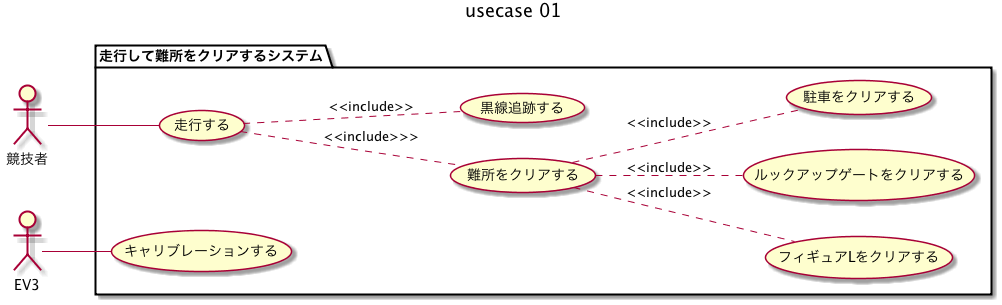 usecase 01
走行して難所をクリアするシステム
競技者
走行する
<<include>>
黒線追跡する
<<include>>>
難所をクリアする
<<include>>
駐車をクリアする
<<include>>
ルックアップゲートをクリアする
<<include>>
フィギュアLをクリアする
EV3
キャリブレーションする